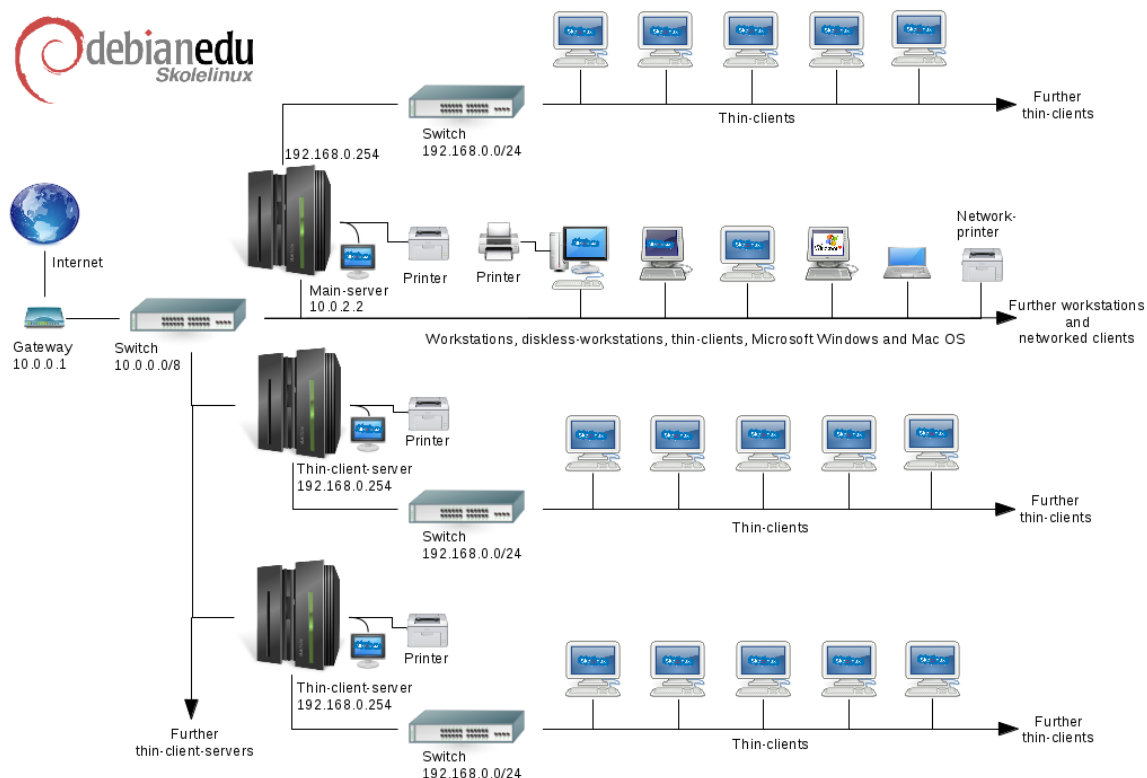 debianedu
Skolelinux
Further
thin-clients
Thin-clients
Switch
192.168.0.0/24
192.168.0.254
Internet
Gateway
10.0.0.1
Switch
10.0.0.0/8
Main-server
10.0.2.2
Printer
Printer
Windows
Network-
printer
Further workstations
and
networked clients
Workstations, diskless-workstations, thin-clients, Microsoft Windows and Mac OS
Printer
Thin-client-server
192.168.0.254
Switch
192.168.0.0/24
Thin-clients
Further
thin-clients
Printer
Thin-client-server
192.168.0.254
Switch
192.168.0.0/24
Thin-clients
Further
thin-clients
Further
thin-client-servers